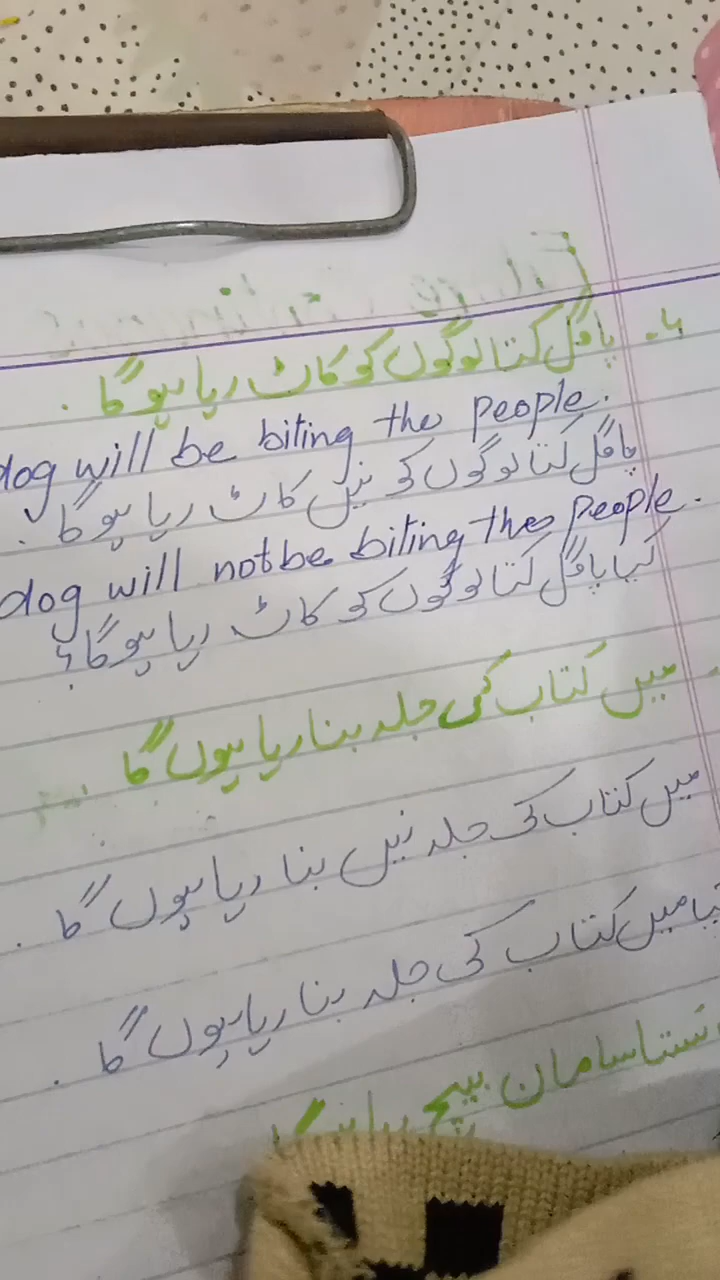 ۴۔ پاگل کتا لوگوں کو کاٹ رہا ہوگا .
dog will be biting the people.
پاگل کتا لوگوں کو نہیں کاٹ رہا ہوگا .
dog will not be biting the people.
کیا پاگل کتا لوگوں کو کاٹ رہا ہوگا؟
میں کتاب کی جلد بنا رہا ہوں گا
میں کتاب کی جلد نہیں بنا رہا ہوں گا .
میں کتاب کی جلد بنا رہا ہوں گا .
سامان بیچ رہا